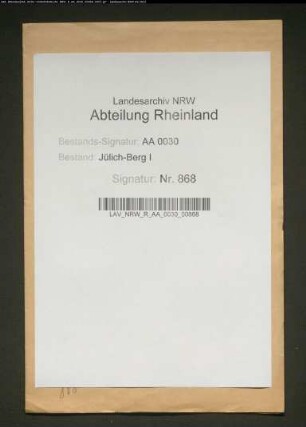 Landesarchiv NRW
Abteilung Rheinland
Bestands-Signatur: AA 0030
Bestand: Jülich-Berg I
Signatur: Nr. 868
LAV_NRW_R_AA_0030_00868